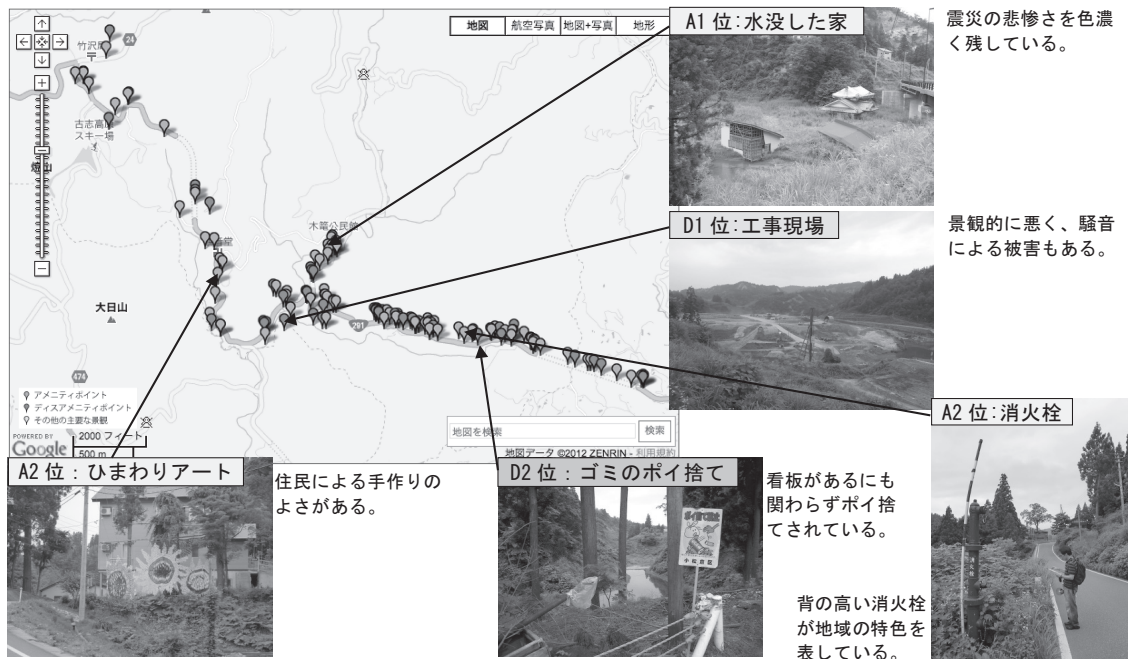 地図
航空写真
地図+写真
地形
24
古志高
スキー場
木籠公民館
大日山
291
474
アメニティポイント
ディスアメニティポイント
その他の主要な景観
POWERED BY
Google
2000 フィート
500 m
地図を検索
検索
地図データ ©2012 ZENRIN - 利用規約
A1 位:水没した家
震災の悲惨さを色濃
く残している。
D1 位:工事現場
景観的に悪く、騒音
による被害もある。
A2 位:消火栓
消火栓
背の高い消火栓
が地域の特色を
表している。
A2 位:ひまわりアート
住民による手作りの
よさがある。
D2 位:ゴミのポイ捨て
看板があるにも
関わらずポイ捨
てされている。